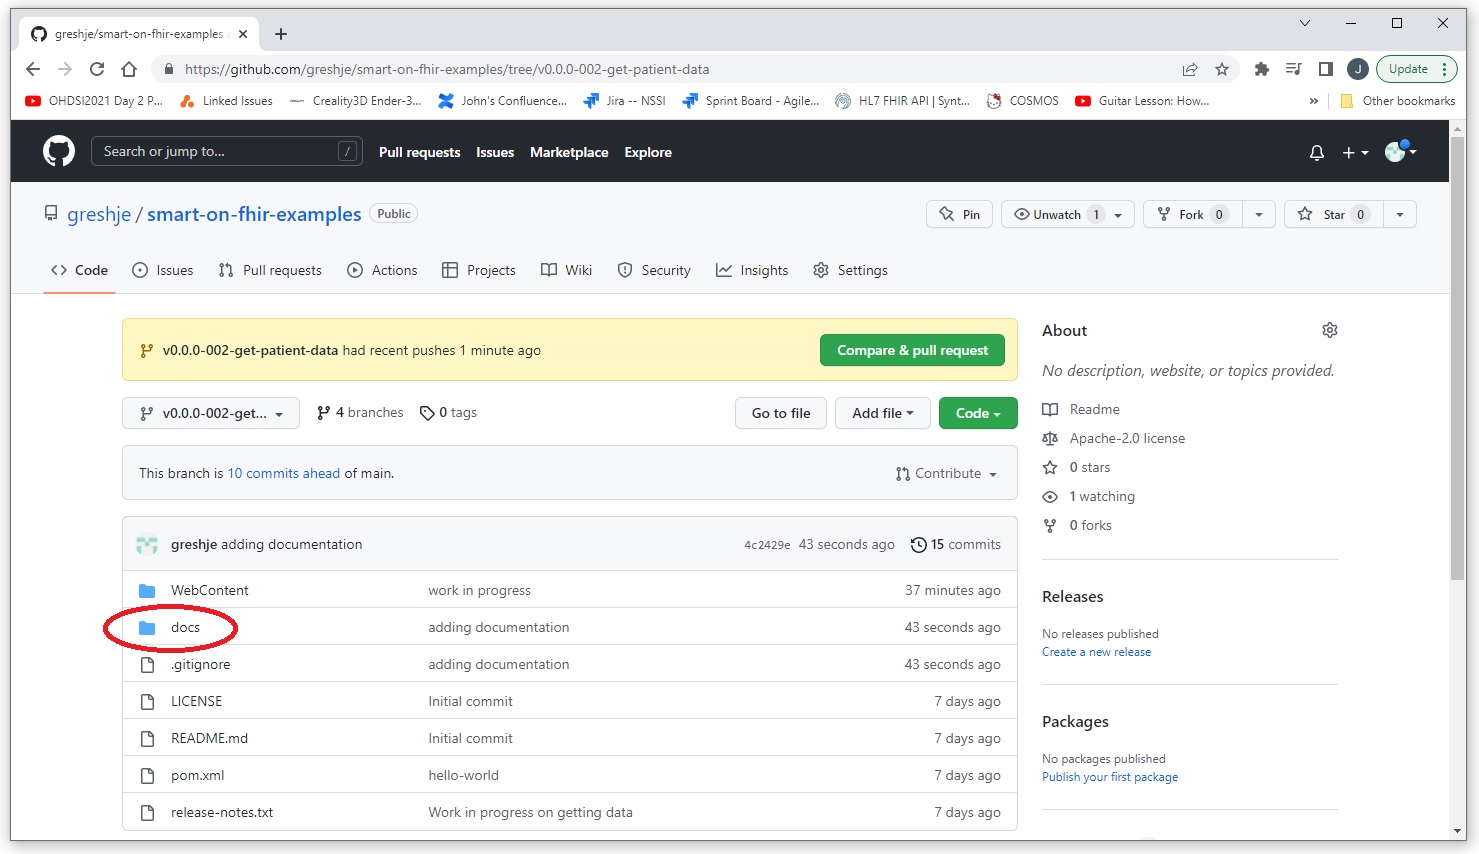 greshje/smart-on-fhir-examples
https://github.com/greshje/smart-on-fhir-examples/tree/v0.0.0-002-get-patient-data
J
Update
OHDSI2021 Day 2 P...
Linked Issues
Creality3D Ender-3...
John's Confluence...
Jira -- NSSI
Sprint Board - Agile...
HL7 FHIR API | Synt...
COSMOS
Guitar Lesson: How...
»
Other bookmarks
Search or jump to...
/
Pull requests
Issues
Marketplace
Explore
greshje / smart-on-fhir-examples
Public
Pin
Unwatch 1
Fork 0
Star 0
Code
Issues
Pull requests
Actions
Projects
Wiki
Security
Insights
Settings
v0.0.0-002-get-patient-data had recent pushes 1 minute ago
Compare & pull request
v0.0.0-002-get...
4 branches
0 tags
Go to file
Add file
Code
This branch is 10 commits ahead of main.
Contribute
greshje adding documentation
4c2429e 43 seconds ago
15 commits
WebContent work in progress 37 minutes ago
docs adding documentation 43 seconds ago
.gitignore adding documentation 43 seconds ago
LICENSE Initial commit 7 days ago
README.md Initial commit 7 days ago
pom.xml hello-world 7 days ago
release-notes.txt Work in progress on getting data 7 days ago
About
No description, website, or topics provided.
Readme
Apache-2.0 license
0 stars
1 watching
0 forks
Releases
No releases published
Create a new release
Packages
No packages published
Publish your first package